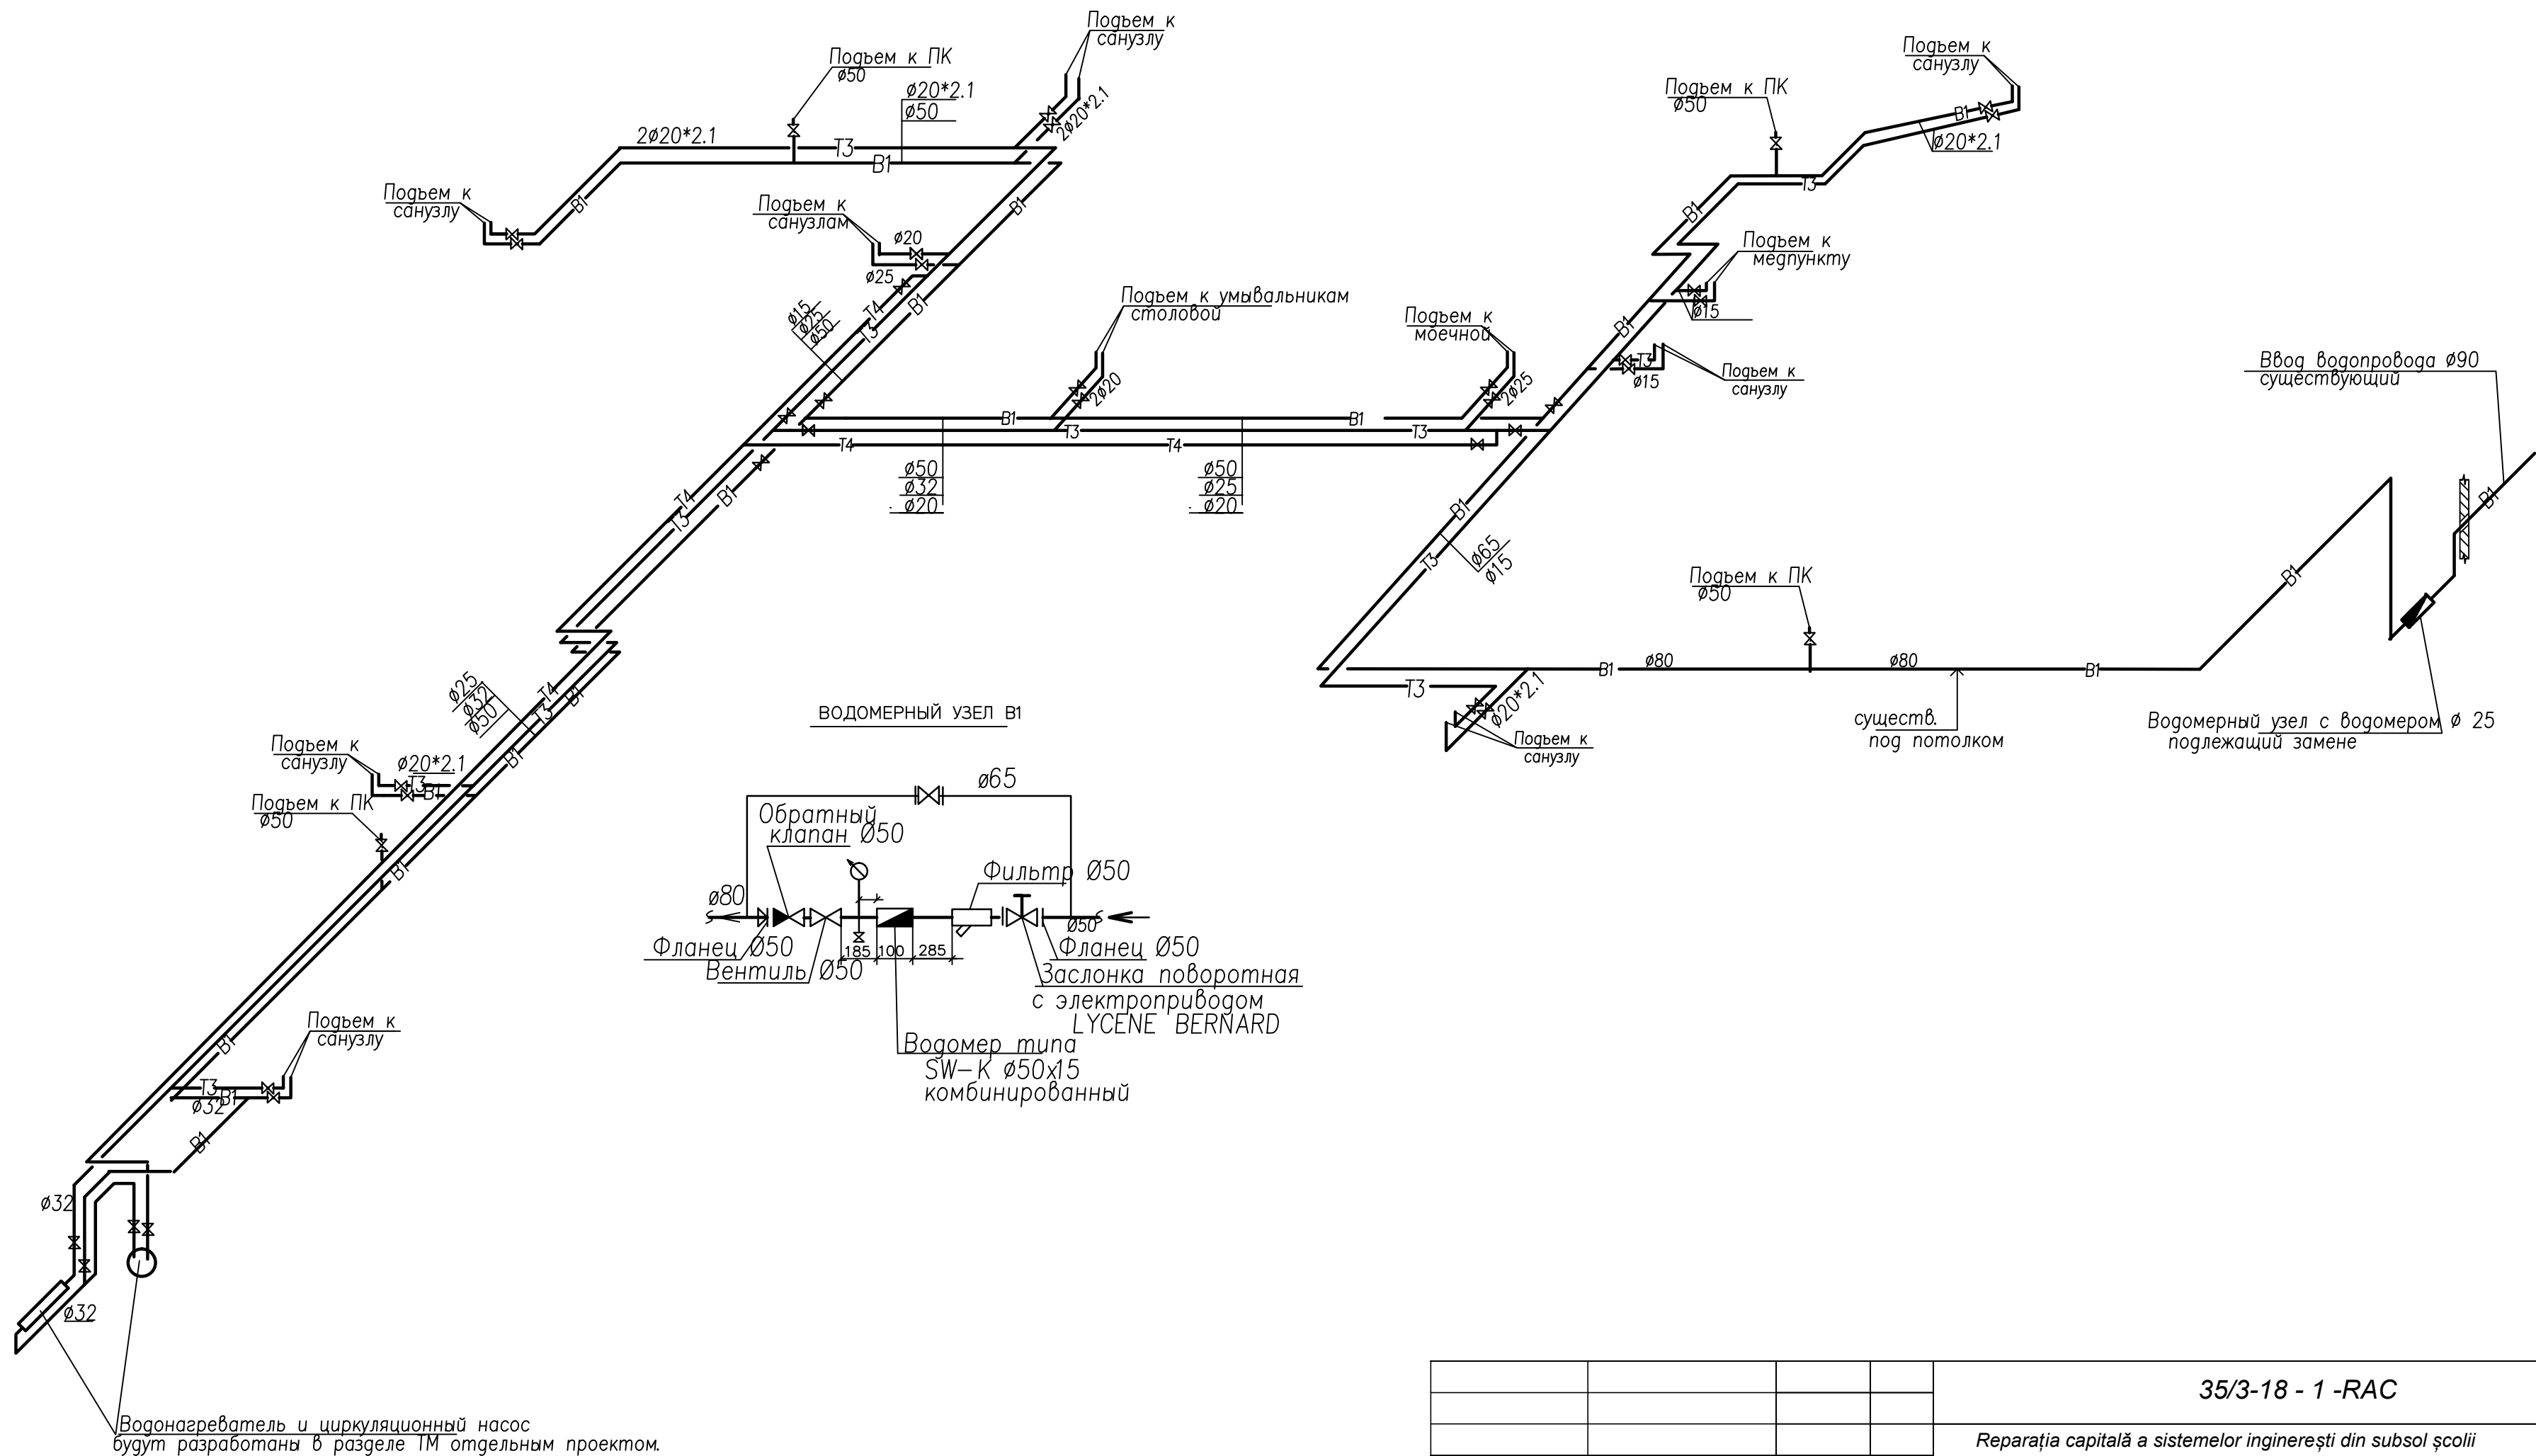 Подъем к
санузлу
Подъем к ПК
ø50
ø20*2.1
ø50
2ø20*2.1
2ø20*2.1
T3
B1
Подъем к
санузлу
B1
Подъем к
санузлам
ø20
ø25
B1
ø15
ø25
ø50
T4
T3
B1
Подъем к
санузлу
Подъем к ПК
ø50
B1
ø20*2.1
T3
B1
Подъем к
медпункту
ø15
B1
T3
ø15
Подъем к
санузлу
Подъем к умывальникам
столовой
2ø20
Подъем к
моечной
2ø25
B1
B1
T3
T3
T4
T4
ø50
ø32
ø20
ø50
ø25
ø20
Ввод водопровода ø90
существующий
B1
B1
T4
T3
B1
B1
T3
ø65
ø15
Подъем к ПК
ø50
B1
ø80
ø80
B1
T3
ø20*2.1
Подъем к
санузлу
существ.
под потолком
Водомерный узел с водомером ø 25
подлежащий замене
ø25
ø32
ø50
T4
T3
B1
B1
Подъем к
санузлу
ø20*2.1
T3
B1
Подъем к ПК
ø50
B1
ВОДОМЕРНЫЙ УЗЕЛ В1
ø65
Обратный
клапан Ø50
Фильтр Ø50
ø80
Ø50
Фланец Ø50
Вентиль Ø50
185
100
285
Фланец Ø50
Заслонка поворотная
с электроприводом
LYCENE BERNARD
Водомер типа
SW-K Ø50x15
комбинированный
Подъем к
санузлу
B1
T3
B1
ø32
B1
ø32
ø32
Водонагреватель и циркуляционный насос
будут разработаны в разделе ТМ отдельным проектом.
35/3-18 - 1 -RAC
Reparația capitală a sistemelor inginerești din subsol școlii